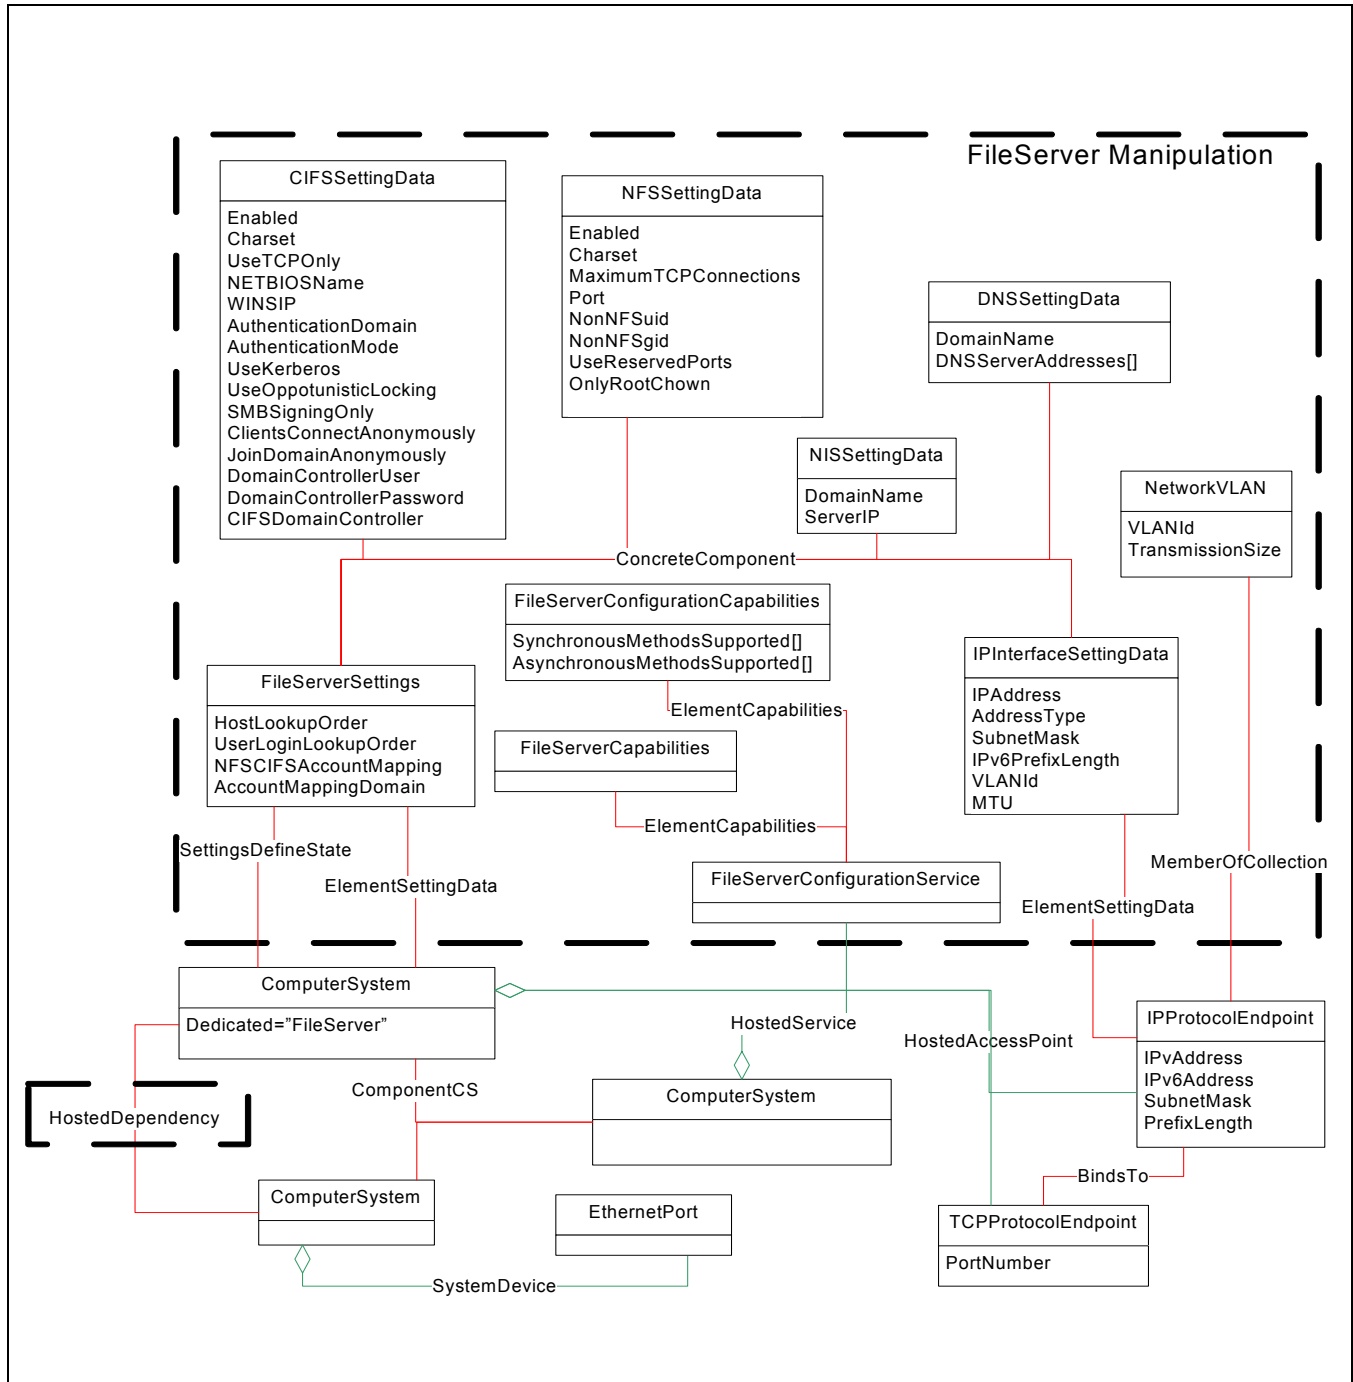 FileServer Manipulation
CIFSSettingData
Enabled
Charset
UseTCPOnly
NETBIOSName
WINSIP
AuthenticationDomain
AuthenticationMode
UseKerberos
UseOppotunisticLocking
SMBSigningOnly
ClientsConnectAnonymously
JoinDomainAnonymously
DomainControllerUser
DomainControllerPassword
CIFSDomainController
NFSSettingData
Enabled
Charset
MaximumTCPConnections
Port
NonNFSuid
NonNFSgid
UseReservedPorts
OnlyRootChown
DNSSettingData
DomainName
DNSServerAddresses[]
NISSettingData
DomainName
ServerIP
NetworkVLAN
VLANId
TransmissionSize
ConcreteComponent
FileServerConfigurationCapabilities
SynchronousMethodsSupported[]
AsynchronousMethodsSupported[]
IPInterfaceSettingData
IPAddress
AddressType
SubnetMask
IPv6PrefixLength
VLANId
MTU
FileServerSettings
HostLookupOrder
UserLoginLookupOrder
NFSCIFSAccountMapping
AccountMappingDomain
ElementCapabilities
FileServerCapabilities
ElementCapabilities
SettingsDefineState
ElementSettingData
FileServerConfigurationService
MemberOfCollection
ElementSettingData
ComputerSystem
Dedicated="FileServer"
HostedService
HostedAccessPoint
IPProtocolEndpoint
IPvAddress
IPv6Address
SubnetMask
PrefixLength
ComponentCS
ComputerSystem
HostedDependency
BindsTo
ComputerSystem
EthernetPort
TCPProtocolEndpoint
PortNumber
SystemDevice